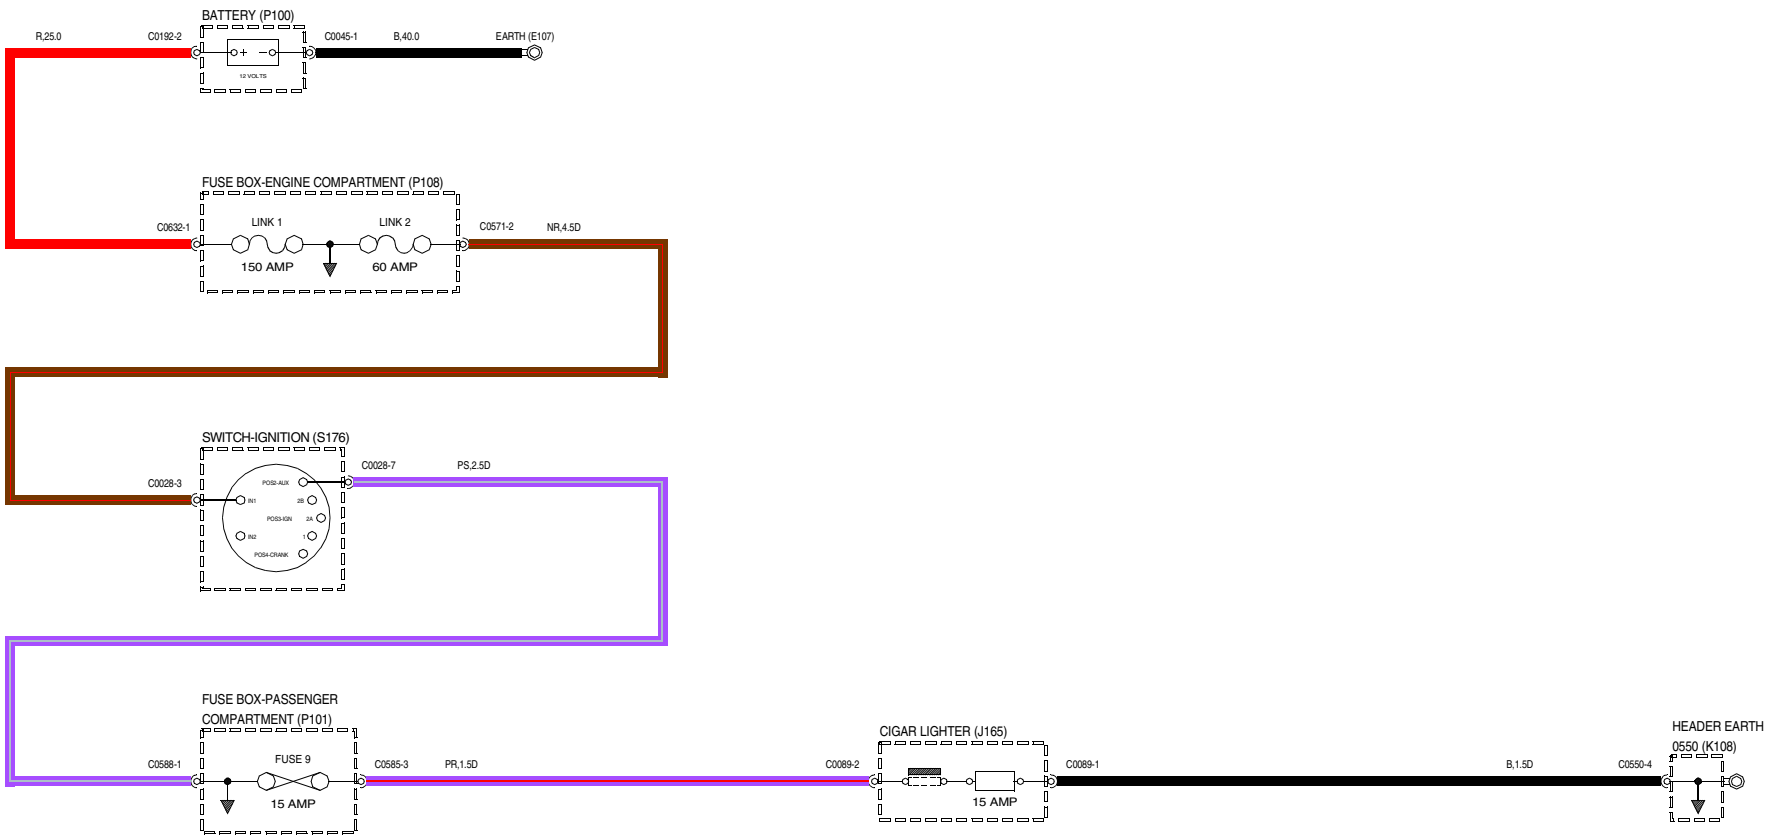 BATTERY (P100)
R,25.0
C0192-2
+ −
12 VOLTS
C0045-1
B,40.0
EARTH (E107)
FUSE BOX-ENGINE COMPARTMENT (P108)
C0632-1
LINK 1
150 AMP
LINK 2
60 AMP
C0571-2
NR,4.5D
SWITCH-IGNITION (S176)
C0028-3
POS2-AUX
IN1
2B
POS3-IGN
2A
IN2
1
POS4-CRANK
C0028-7
PS,2.5D
FUSE BOX-PASSENGER
COMPARTMENT (P101)
C0588-1
FUSE 9
15 AMP
C0585-3
PR,1.5D
C0089-2
CIGAR LIGHTER (J165)
15 AMP
C0089-1
B,1.5D
C0550-4
HEADER EARTH
0550 (K108)